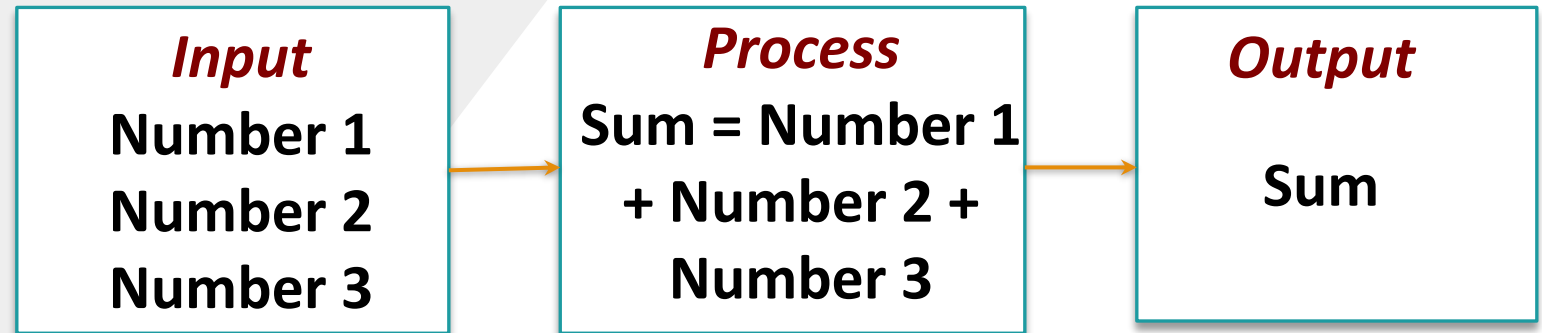 Input
Number 1
Number 2
Number 3
Process
Sum = Number 1
+ Number 2 +
Number 3
Output
Sum